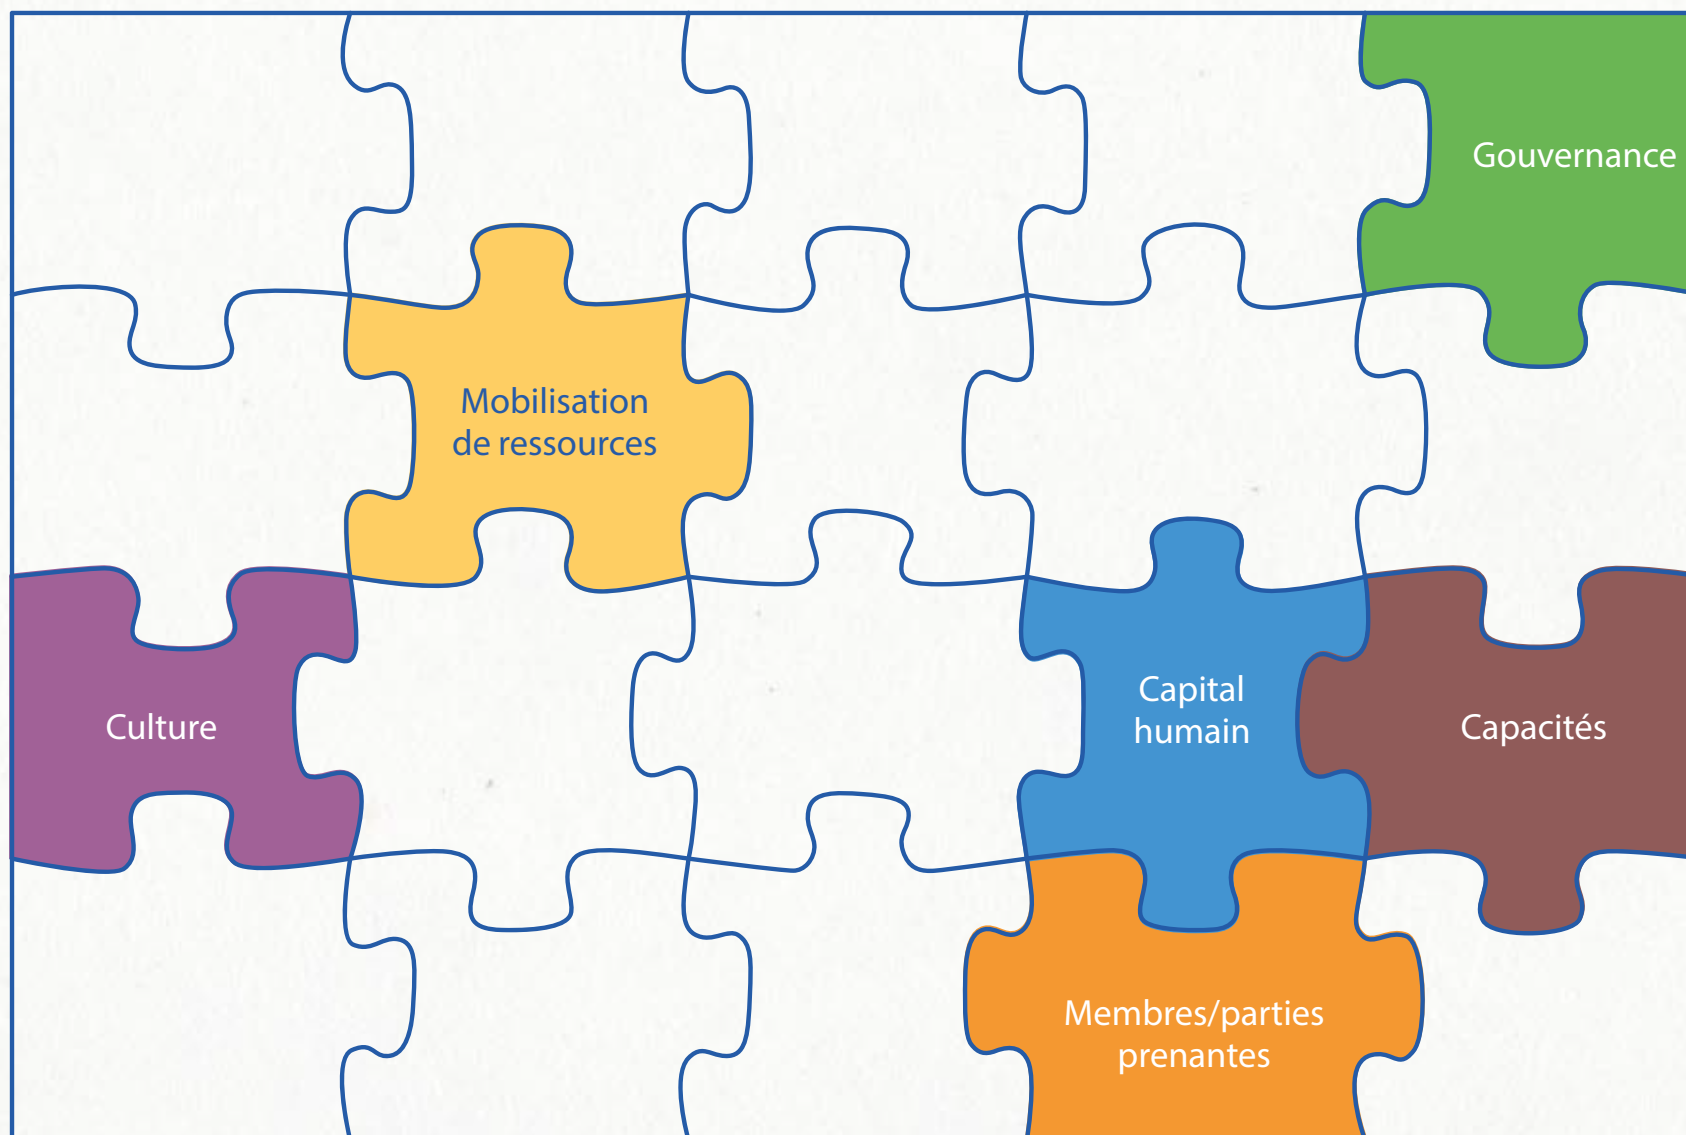 Gouvernance
Mobilisation
de ressources
Culture
Capital
humain
Capacités
Membres/parties
prenantes